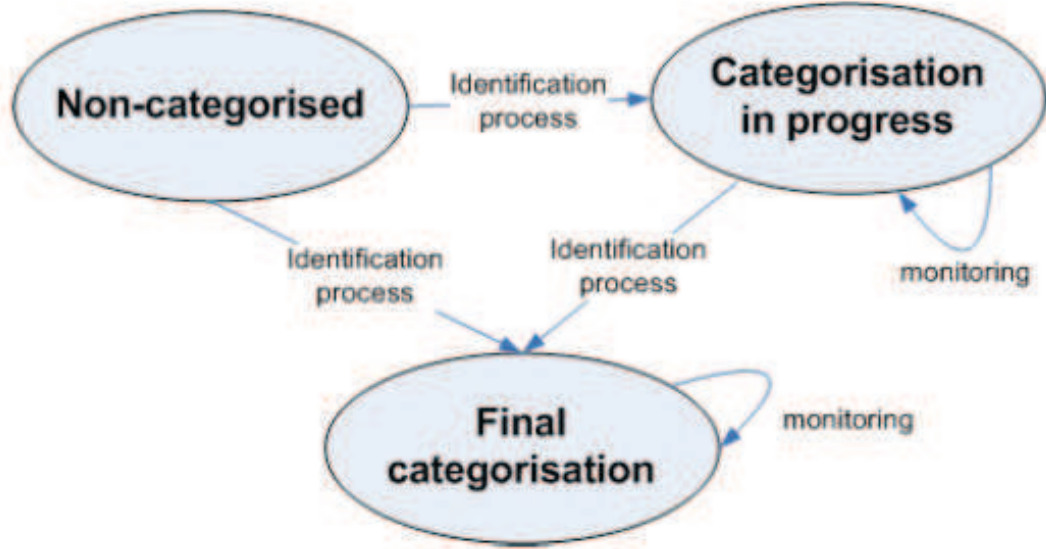 Non-categorised
Identification
process
Categorisation
in progress
Identification
process
Identification
process
monitoring
Final
categorisation
monitoring